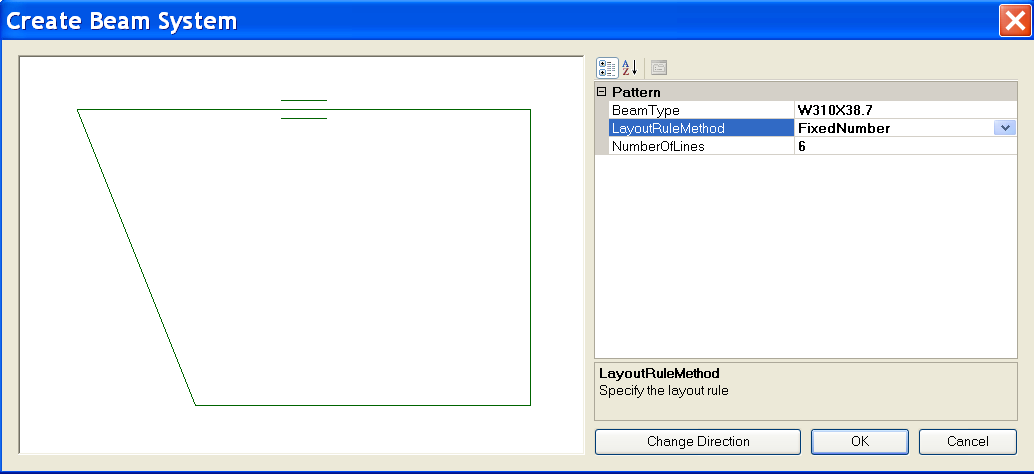 Create Beam System
Pattern
BeamType W310X38.7
LayoutRuleMethod FixedNumber
NumberOfLines 6
LayoutRuleMethod
Specify the layout rule
Change Direction OK Cancel